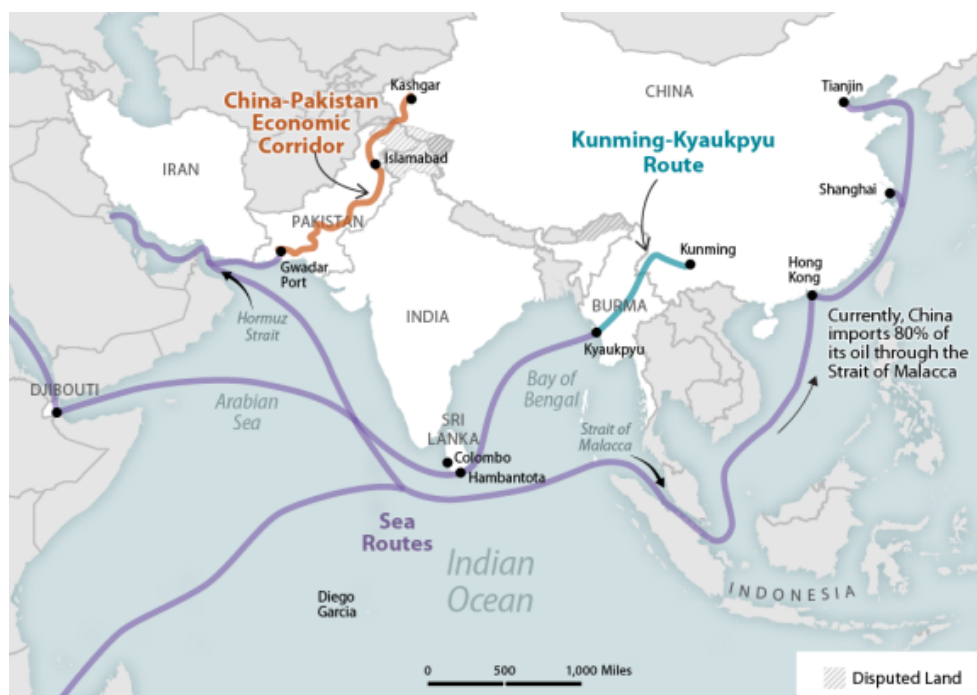 Kashgar
CHINA
Tianjin
China-Pakistan
Economic
Corridor
Kunming-Kyaukpyu
Route
Islamabad
IRAN
Shanghai
PAKISTAN
Kunming
Gwadar
Port
Hong
Kong
Hormuz
Strait
INDIA
BURMA
Currently, China
imports 80% of
its oil through the
Strait of Malacca
Kyaukpyu
DJIBOUTI
Arabian
Sea
Bay of
Bengal
SRI
LANKA
Strait of
Malacca
Colombo
Hambantota
Sea
Routes
Indian
Ocean
Diego
Garcia
INDONESIA
0 500 1,000 Miles
Disputed Land